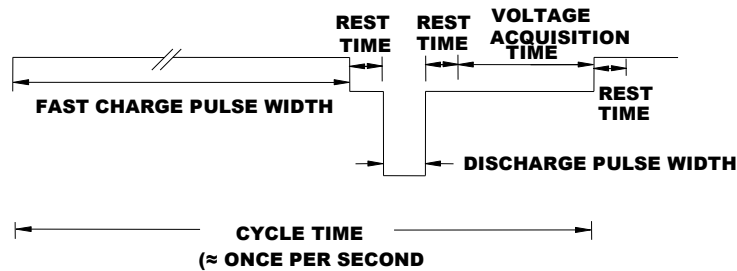 REST
TIME
REST
TIME
VOLTAGE
ACQUISITION
TIME
FAST CHARGE PULSE WIDTH
REST
TIME
DISCHARGE PULSE WIDTH
CYCLE TIME
(≈ ONCE PER SECOND